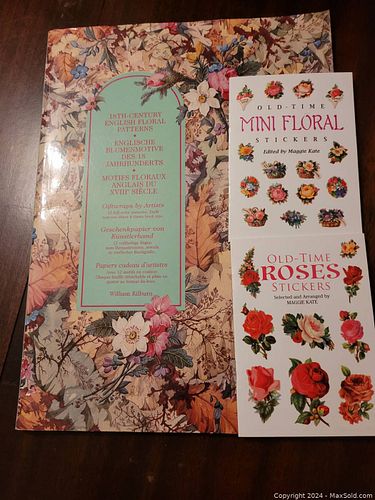 18TH-CENTURY
ENGLISH FLORAL
PATTERNS •
ENGLISCHE
BLUMENMOTIVE
DES 18.
JAHRHUNDERTS •
MOTIFS FLORAUX
ANGLAIS DU
XVIIIe SIÈCLE
Giftwraps by Artists
Geschenkpapier von
Künstlerhand
Papiers cadeau d'artistes
William Kilburn
OLD-TIME
MINI FLORAL
STICKERS
Edited by Maggie Kate
OLD-TIME
ROSES
STICKERS
Selected and Arranged by
MAGGIE KATE
Copyright 2024 - MaxSold.com